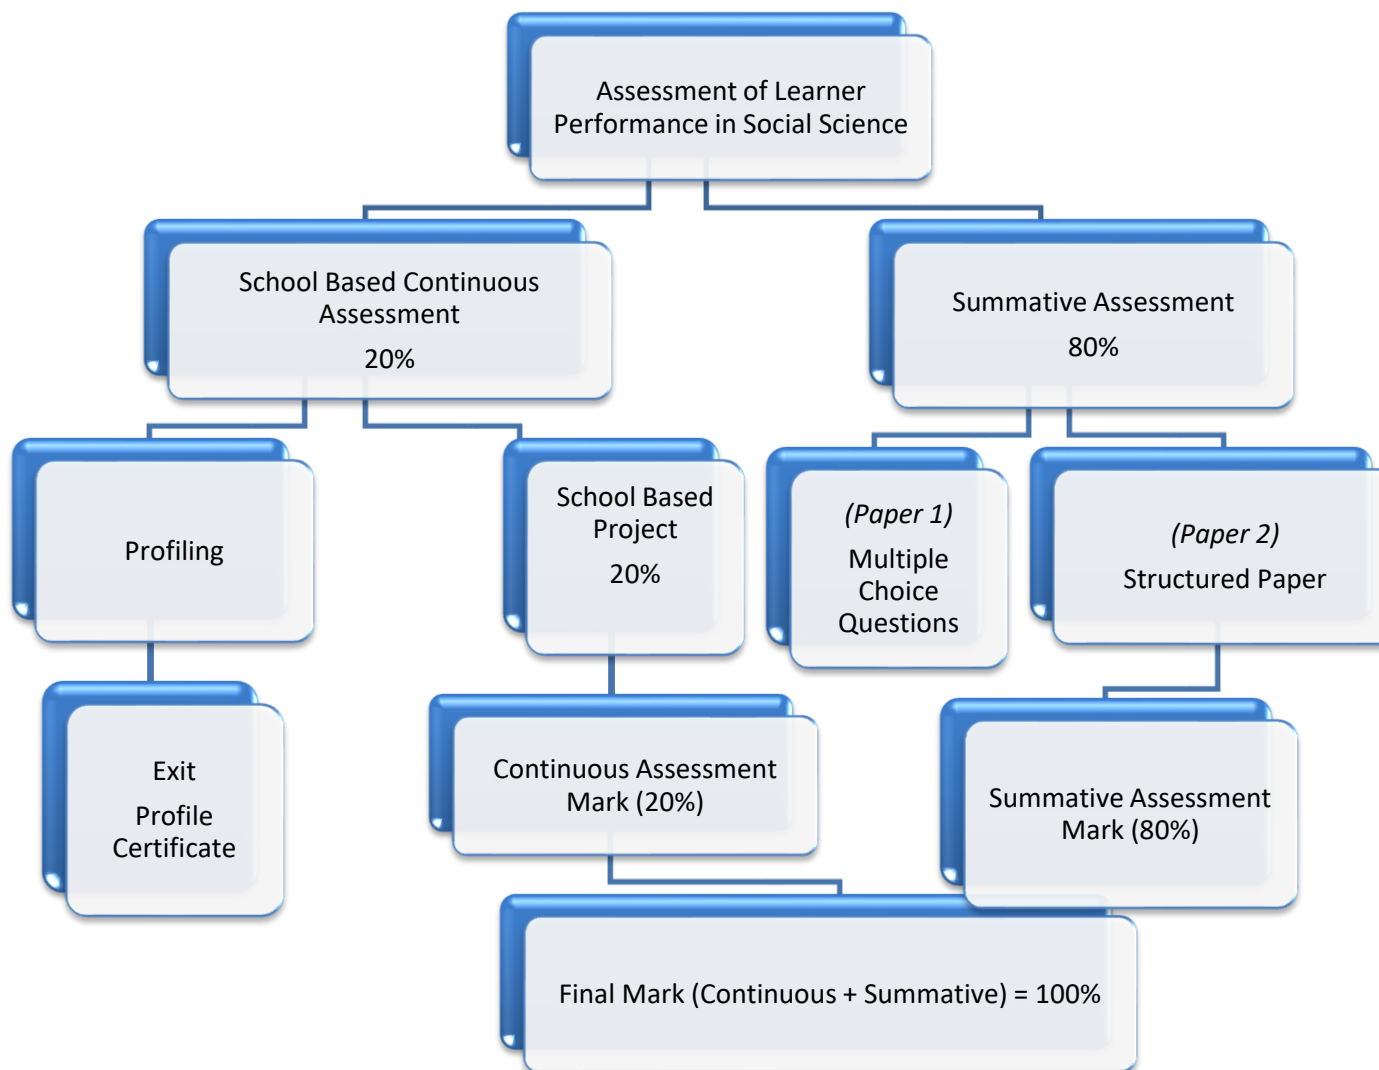 Assessment of Learner
Performance in Social Science
School Based Continuous
Assessment
20%
Summative Assessment
80%
Profiling
School Based
Project
20%
(Paper 1)
Multiple
Choice
Questions
(Paper 2)
Structured Paper
Exit
Profile
Certificate
Continuous Assessment
Mark (20%)
Summative Assessment
Mark (80%)
Final Mark (Continuous + Summative) = 100%